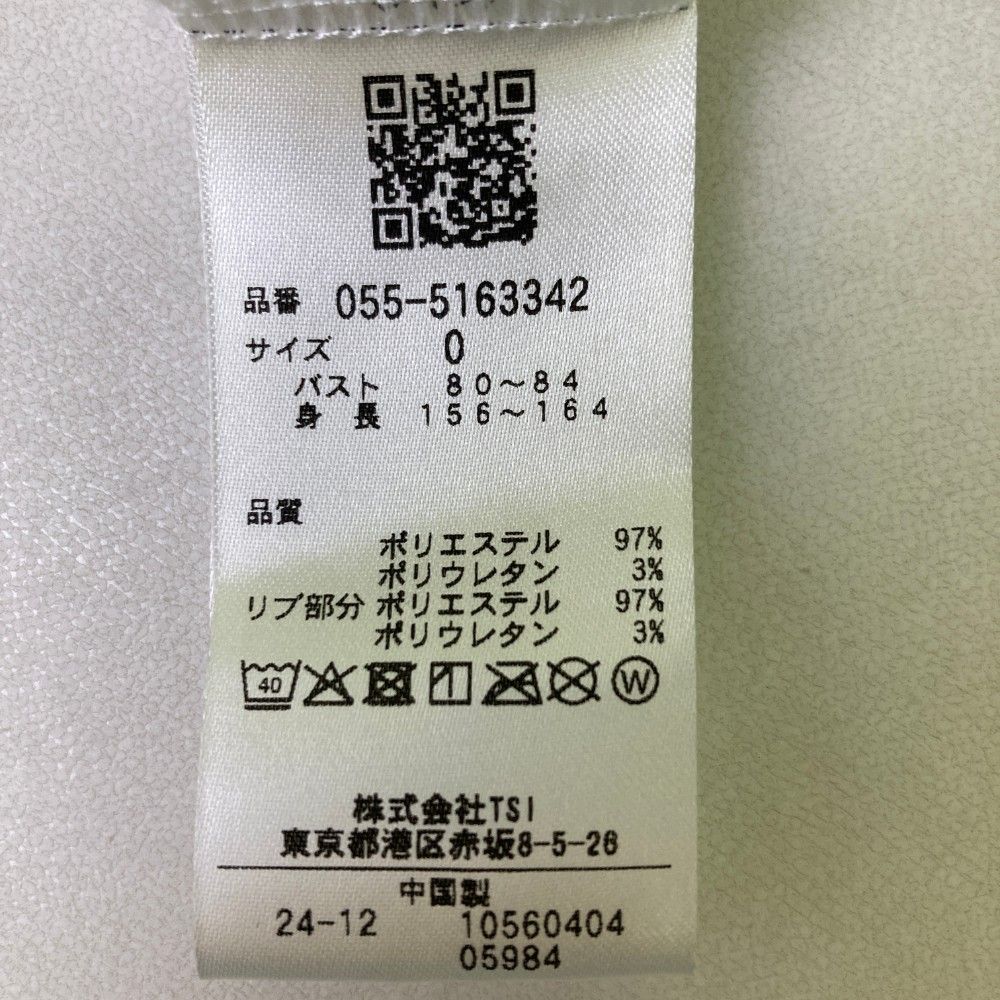 品番 055-5163342
サイズ 0
バスト 80～84
身長 156～164
品質
ポリエステル 97%
ポリウレタン 3%
リブ部分 ポリエステル 97%
ポリウレタン 3%
40 W
株式会社TSI
東京都港区赤坂8-5-26
中国製
24-12 10560404
05984